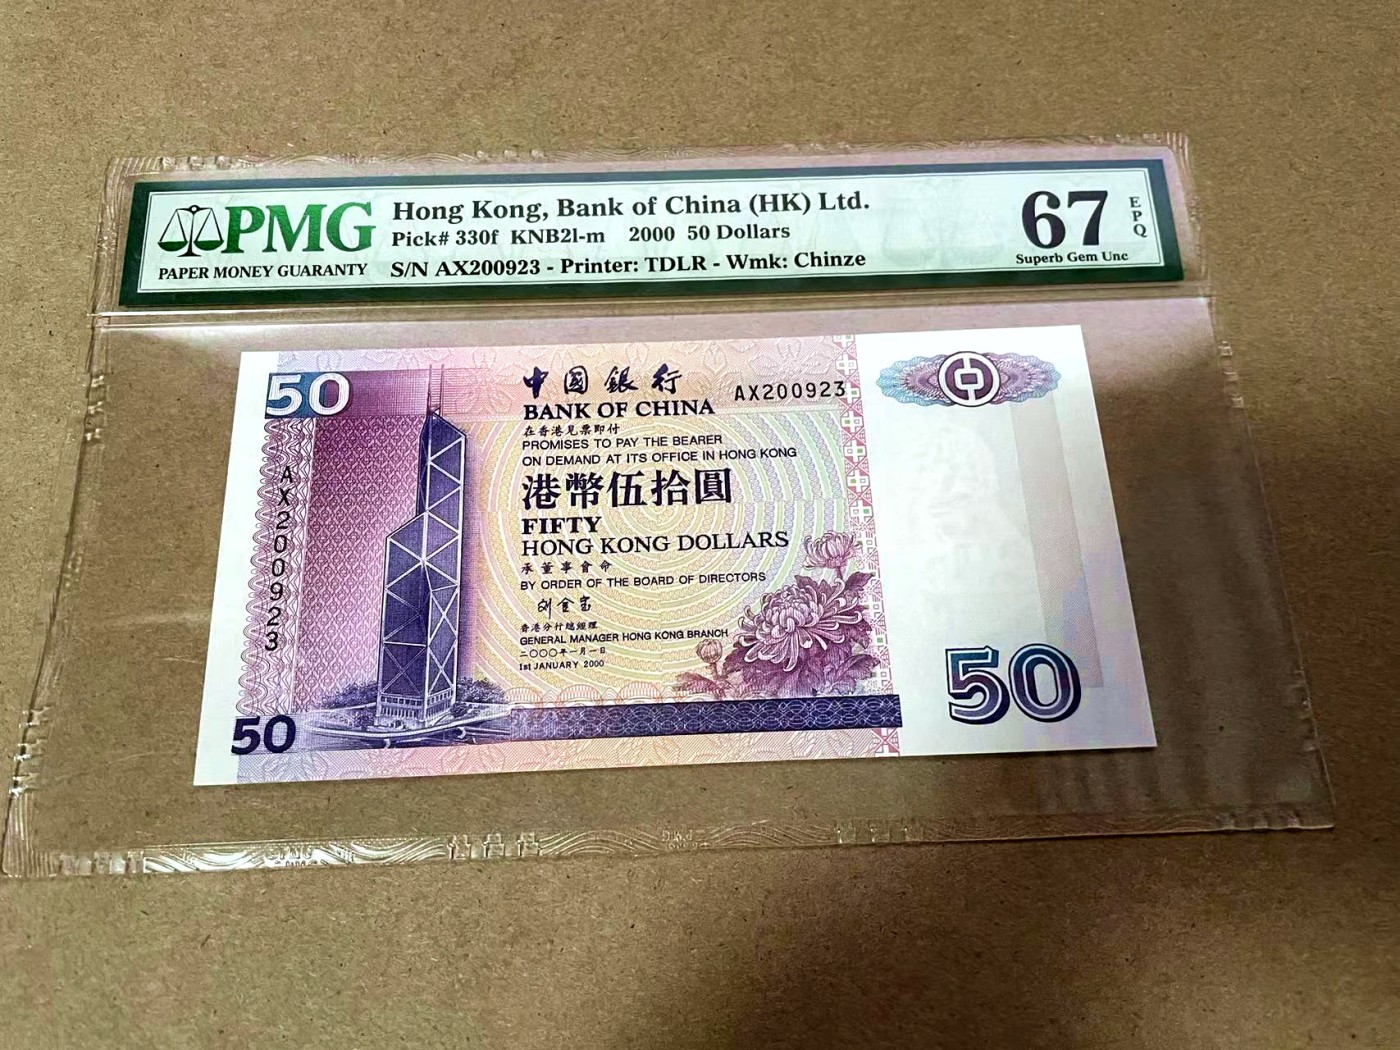 PMG
PAPER MONEY GUARANTY
Hong Kong, Bank of China (HK) Ltd.
Pick# 330f KNB2l-m 2000 50 Dollars
S/N AX200923 - Printer: TDLR - Wmk: Chinze
67
EPQ
Superb Gem Unc
50
中國銀行
AX200923
BANK OF CHINA
在香港見票即付
PROMISES TO PAY THE BEARER
ON DEMAND AT ITS OFFICE IN HONG KONG
港幣伍拾圓
FIFTY
HONG KONG DOLLARS
承董事會命
BY ORDER OF THE BOARD OF DIRECTORS
香港分行總經理
GENERAL MANAGER HONG KONG BRANCH
二〇〇〇年一月一日
1st JANUARY 2000
AX200923
50
50